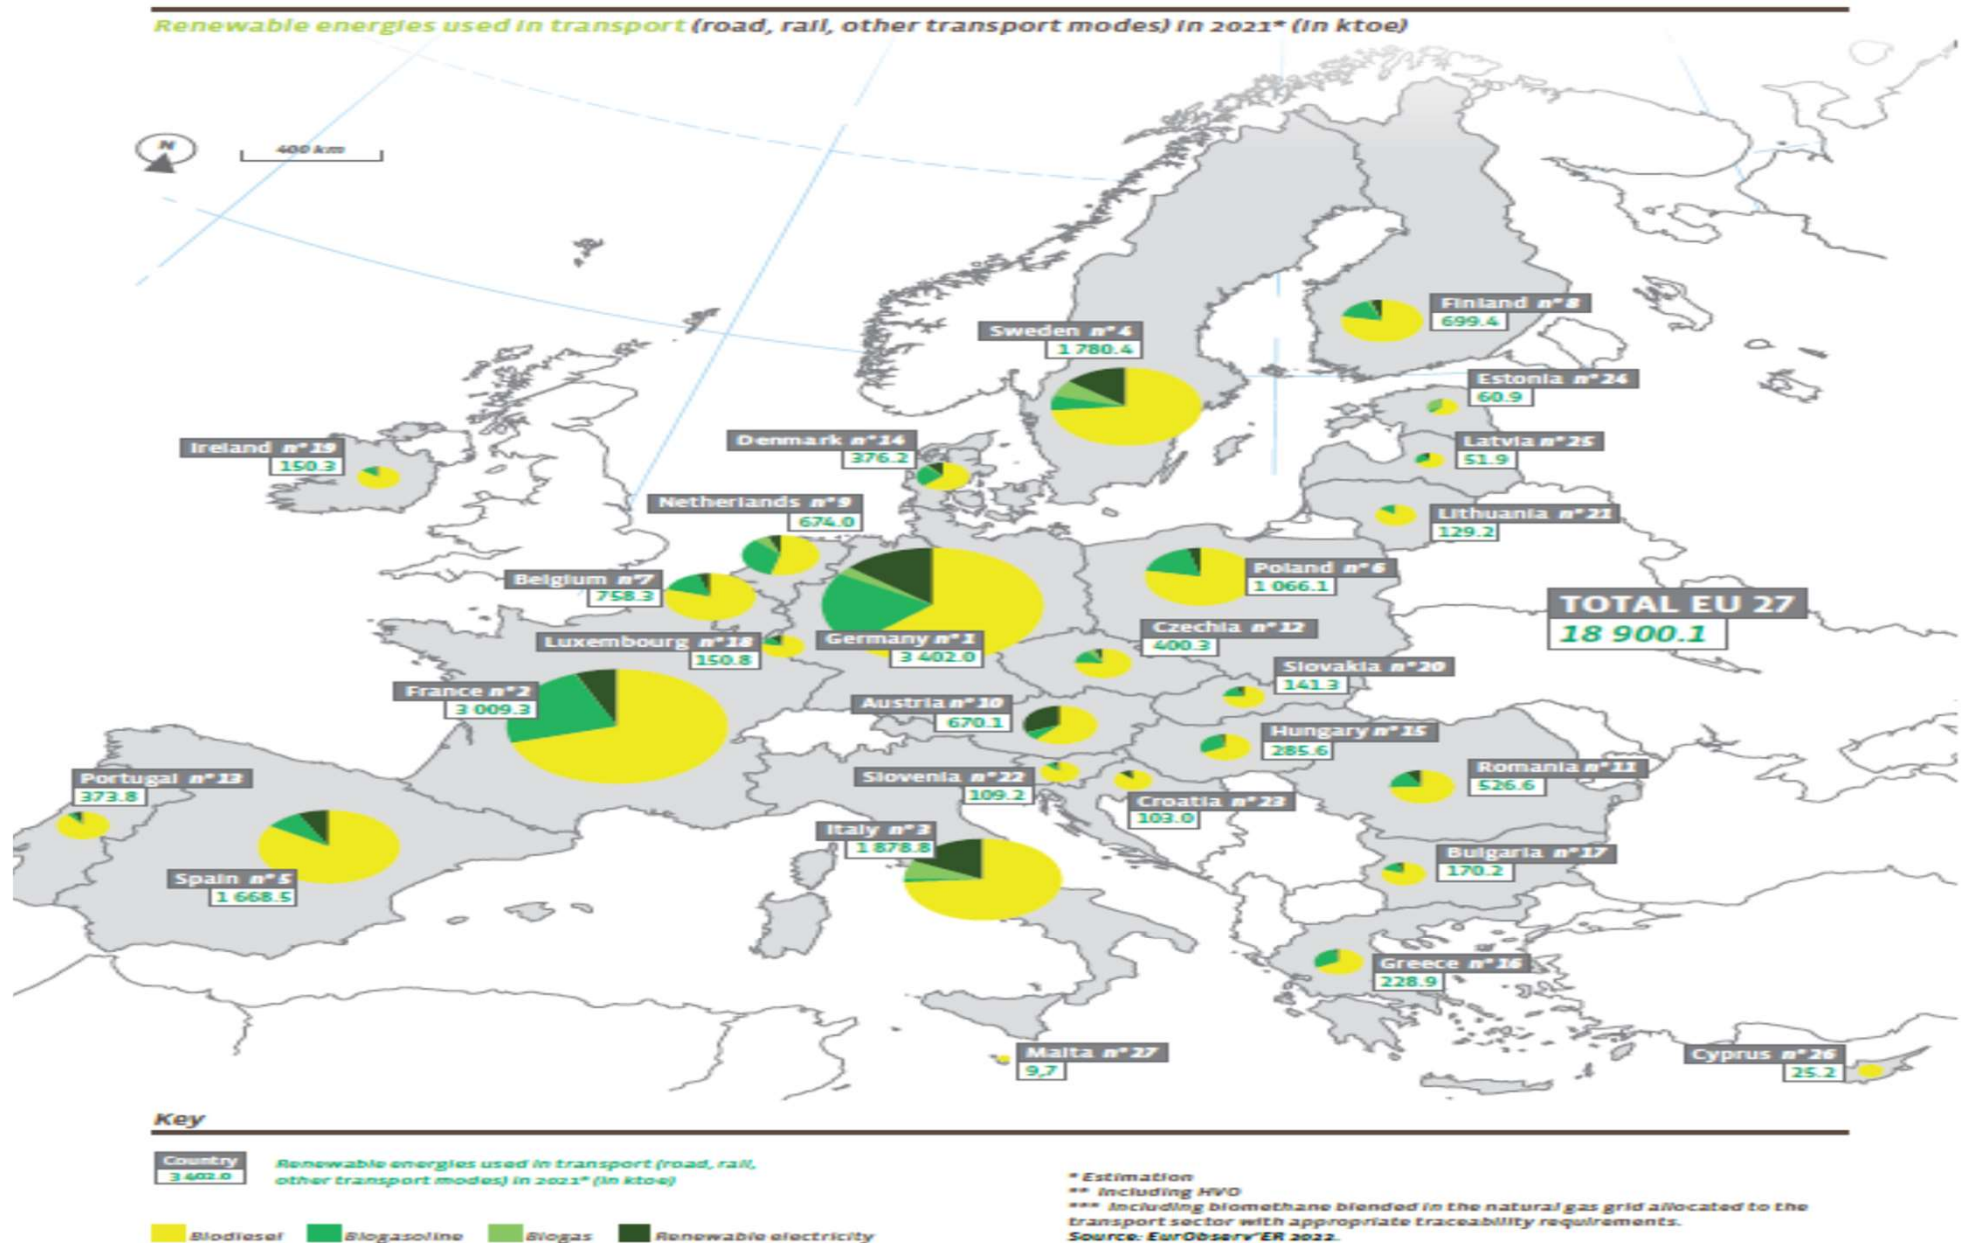 Renewable energies used in transport (road, rail, other transport modes) in 2021* (in ktoe)
N
400 km
Finland n° 8
699.4
Sweden n° 4
1 780.4
Estonia n° 24
60.9
Denmark n° 14
376.2
Latvia n° 25
51.9
Ireland n° 19
150.3
Netherlands n° 9
674.0
Lithuania n° 21
129.2
Belgium n°7
758.3
Poland n° 6
1 066.1
TOTAL EU 27
18 900.1
Luxembourg n° 18
150.8
Germany n° 1
3 402.0
Czechia n° 12
400.3
Slovakia n° 20
141.3
France n° 2
3 009.3
Austria n° 10
670.1
Hungary n° 15
285.6
Romania n° 11
526.6
Portugal n° 13
373.8
Slovenia n° 22
109.2
Croatia n° 23
103.0
Italy n° 3
1 878.8
Bulgaria n° 17
170.2
Spain n° 5
1 668.5
Greece n° 16
228.9
Malta n° 27
9,7
Cyprus n° 26
25.2
Key
Country
3 402.0
Renewable energies used in transport (road, rail,
other transport modes) in 2021* (in ktoe)
* Estimation
** Including HVO
*** Including biomethane blended in the natural gas grid allocated to the
transport sector with appropriate traceability requirements.
Source: EurObserv'ER 2022.
Biodiesel
Biogasoline
Biogas
Renewable electricity